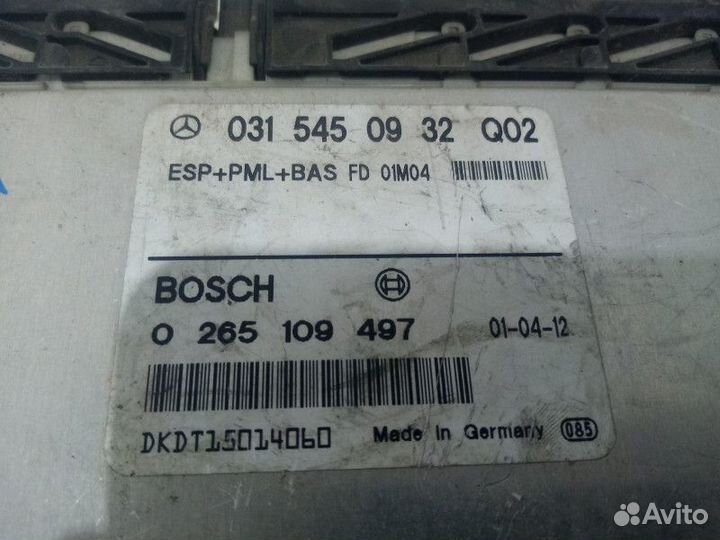 031 545 09 32 Q02
ESP+PML+BAS FD 01M04
BOSCH
0 265 109 497 01-04-12
DKDT15014060 Made in Germany 085
Avito